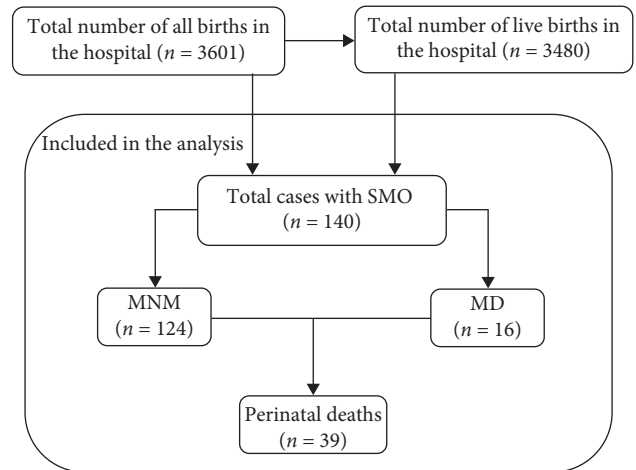 Total number of all births in
the hospital (n = 3601)
Total number of live births in
the hospital (n = 3480)
Included in the analysis
Total cases with SMO
(n = 140)
MNM
(n = 124)
MD
(n = 16)
Perinatal deaths
(n = 39)